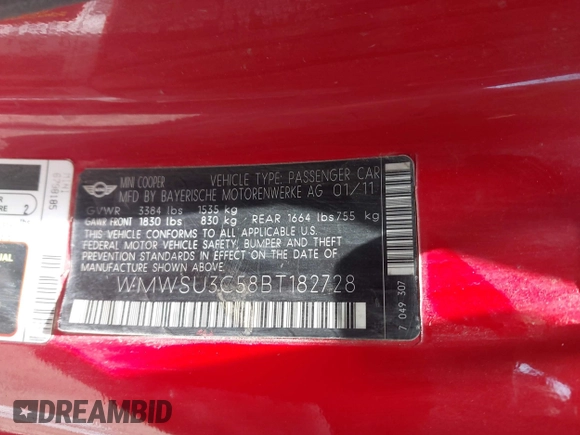 MINI COOPER VEHICLE TYPE: PASSENGER CAR
MFD BY BAYERISCHE MOTORENWERKE AG 01/11
GVWR 3384 lbs 1535 kg
GAWR FRONT 1830 lbs 830 kg - REAR 1664 lbs755 kg
THIS VEHICLE CONFORMS TO ALL APPLICABLE U.S.
FEDERAL MOTOR VEHICLE SAFETY, BUMPER AND THEFT
PREVENTION STANDARDS IN EFFECT ON THE DATE OF
MANUFACTURE SHOWN ABOVE.
WMWSU3C58BT182728
7 049 307
2
DREAMBID